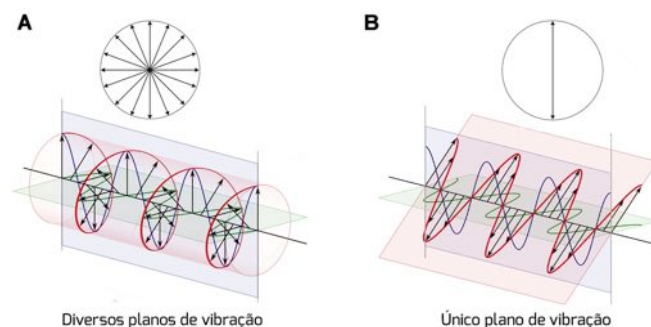 A
B
Diversos planos de vibração
Único plano de vibração